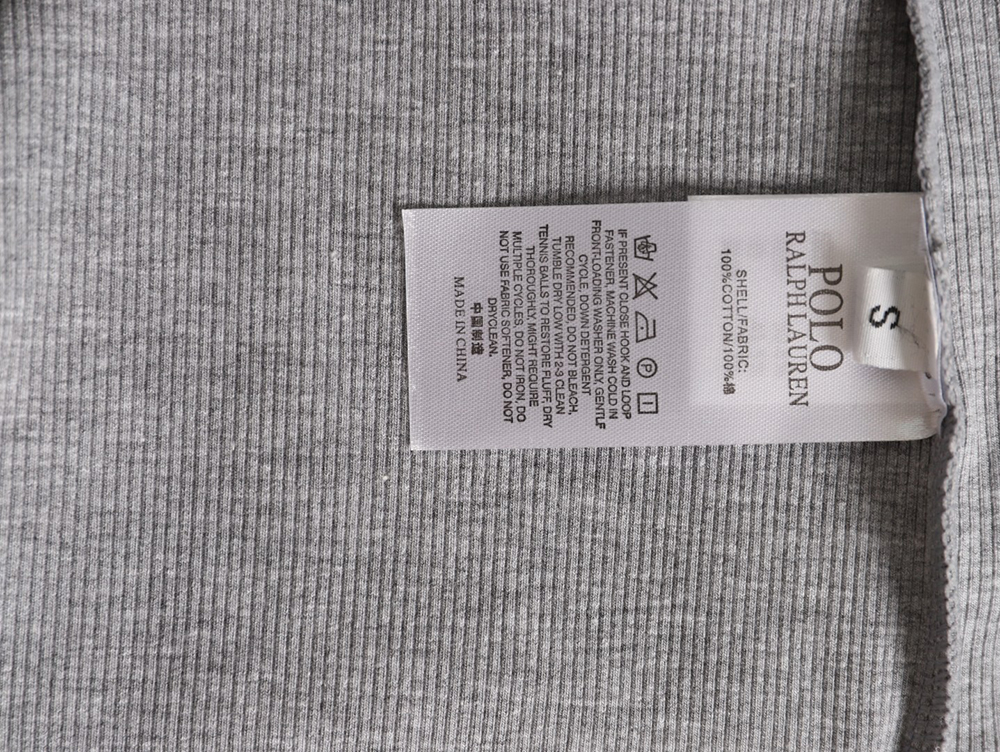 S
POLO
RALPH LAUREN
SHELL/FABRIC:
100%COTTON/100%棉
IF PRESENT CLOSE HOOK AND LOOP
FASTENER, MACHINE WASH COLD IN
FRONT-LOADING WASHER ONLY, GENTLF
CYCLE, DOWN DETERGENT
RECOMMENDED. DO NOT BLEACH,
TUMBLE DRY LOW WITH 2-3 CLEAN
TENNIS BALLS TO RESTORE FLUFF, DRY
THOROUGHLY, MIGHT REQUIRE
MULTIPLE CYCLES, DO NOT IRON, DO
NOT USE FABRIC SOFTENER, DO NOT
DRYCLEAN.
中国制造
MADE IN CHINA